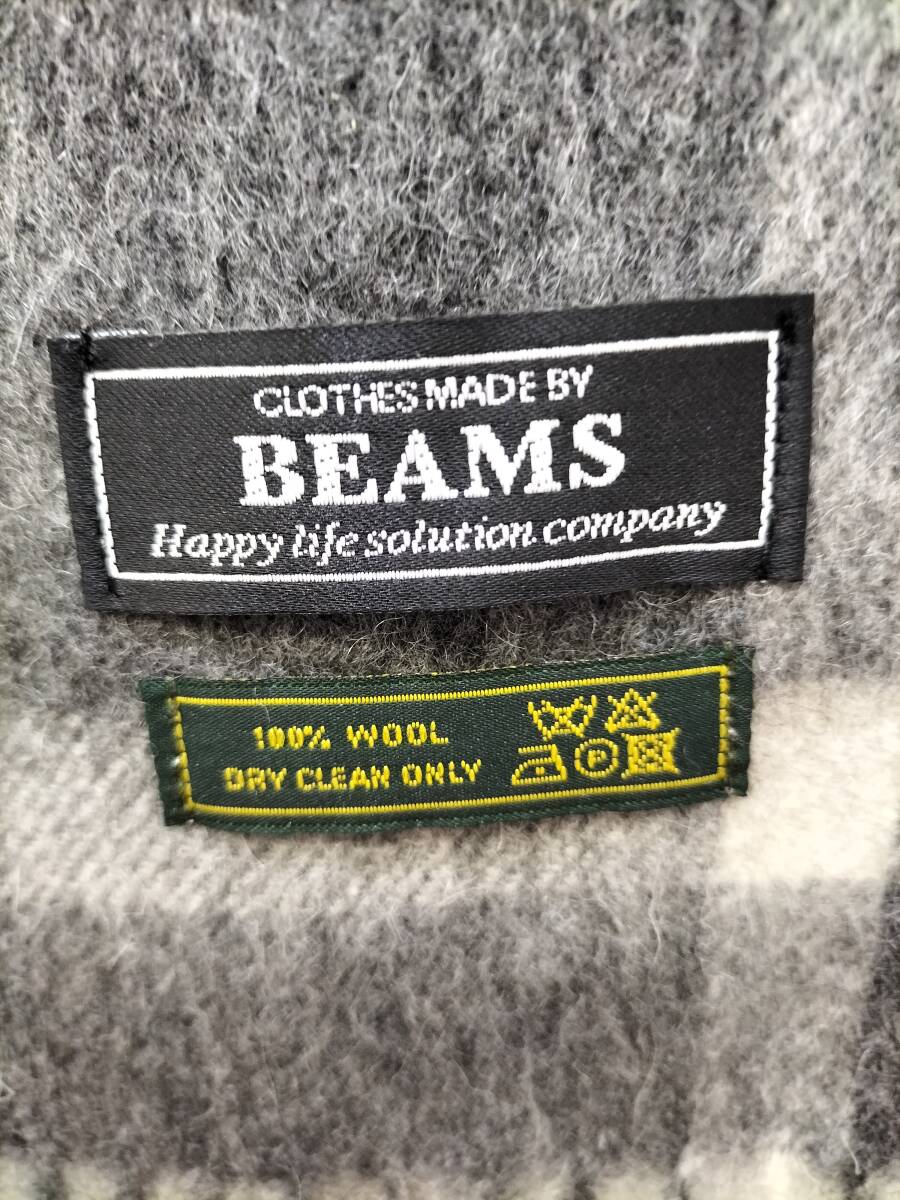 CLOTHES MADE BY
BEAMS
Happy life solution company
100% WOOL
DRY CLEAN ONLY
P